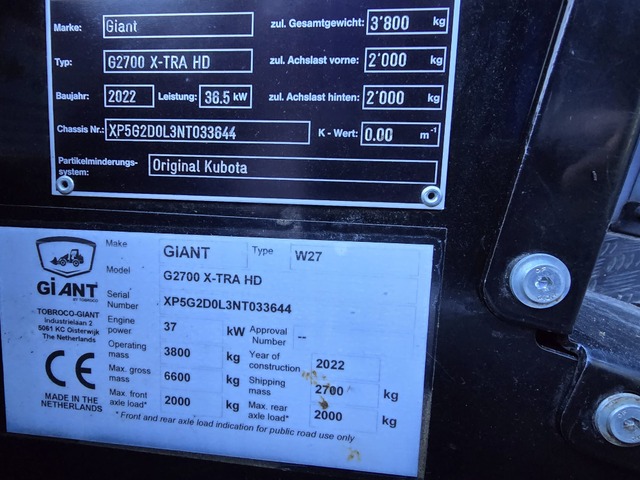 Marke: Giant zul. Gesamtgewicht: 3'800 kg
Typ: G2700 X-TRA HD zul. Achslast vorne: 2'000 kg
Baujahr: 2022 Leistung: 36.5 kW zul. Achslast hinten: 2'000 kg
Chassis Nr.: XP5G2D0L3NT033644 K - Wert: 0.00 m⁻¹
Partikelminderungs-
system: Original Kubota
GiANT
BY TOBROCO
TOBROCO-GIANT
Industrielaan 2
5061 KC Oisterwijk
The Netherlands
CE
MADE IN THE
NETHERLANDS
Make GiANT Type W27
Model G2700 X-TRA HD
Serial
Number XP5G2D0L3NT033644
Engine
power 37 kW Approval
Number --
Operating
mass 3800 kg Year of
construction 2022
Max. gross
mass 6600 kg Shipping
mass 2700 kg
Max. front
axle load* 2000 kg Max. rear
axle load* 2000 kg
* Front and rear axle load indication for public road use only